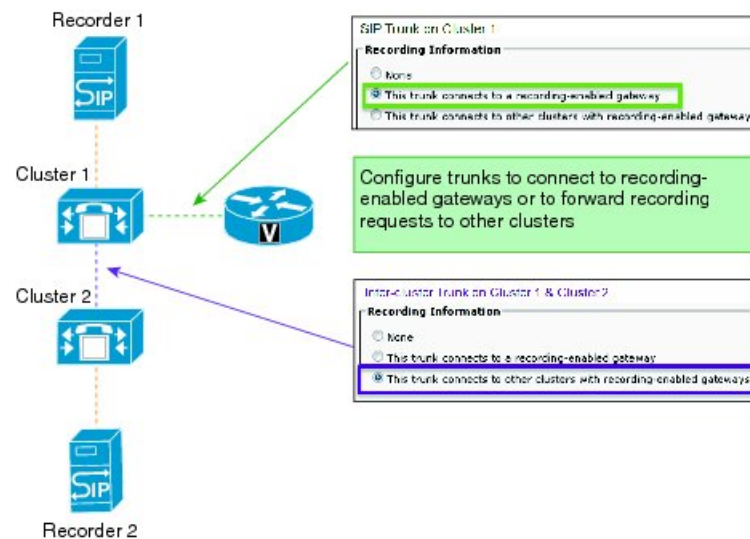 Recorder 1
SIP
Cluster 1
V
Cluster 2
SIP
Recorder 2
SIP Trunk on Cluster 1
Recording Information
None
This trunk connects to a recording-enabled gateway
This trunk connects to other clusters with recording-enabled gateways
Configure trunks to connect to recording-
enabled gateways or to forward recording
requests to other clusters
Inter-cluster Trunk on Cluster 1 & Cluster 2
Recording Information
None
This trunk connects to a recording-enabled gateway
This trunk connects to other clusters with recording-enabled gateways